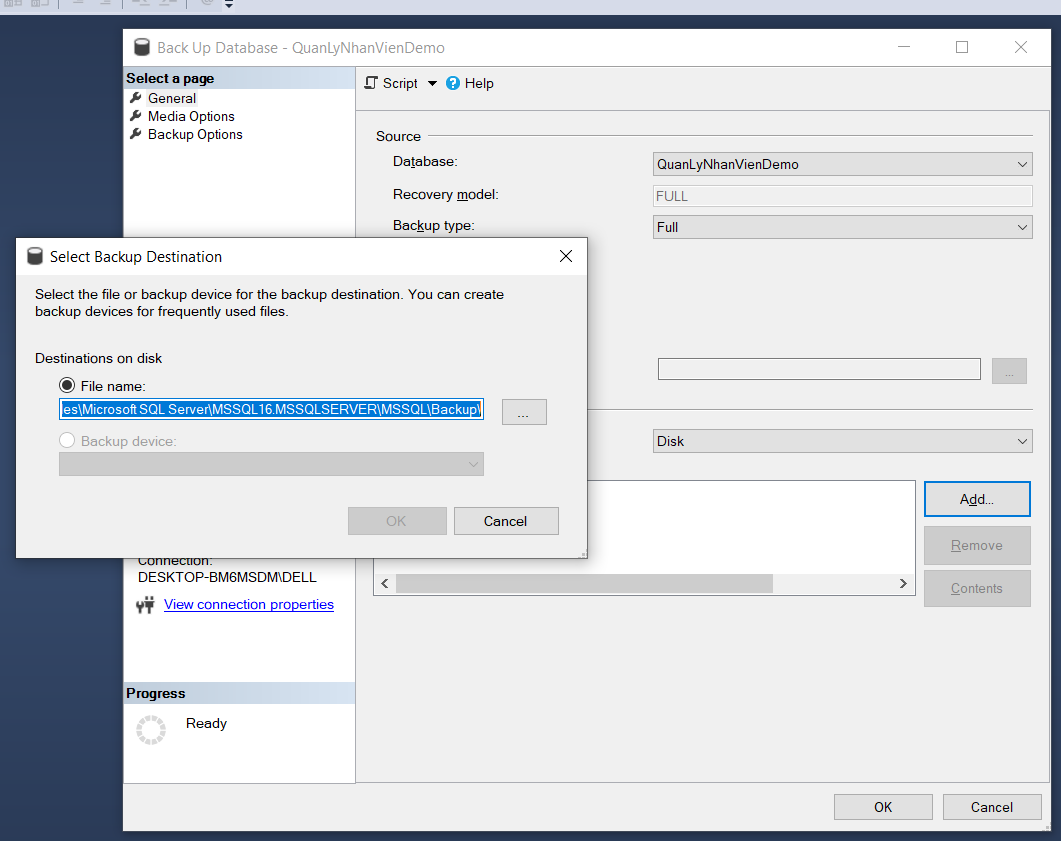 Back Up Database - QuanLyNhanVienDemo
Select a page
General
Media Options
Backup Options
Script
Help
Source
Database:
QuanLyNhanVienDemo
Recovery model:
FULL
Backup type:
Full
Select Backup Destination
Select the file or backup device for the backup destination. You can create
backup devices for frequently used files.
Destinations on disk
File name:
es\Microsoft SQL Server\MSSQL16.MSSQLSERVER\MSSQL\Backup\
...
Backup device:
OK
Cancel
...
Disk
Add...
Remove
Contents
Connection:
DESKTOP-BM6MSDM\DELL
View connection properties
Progress
Ready
OK
Cancel